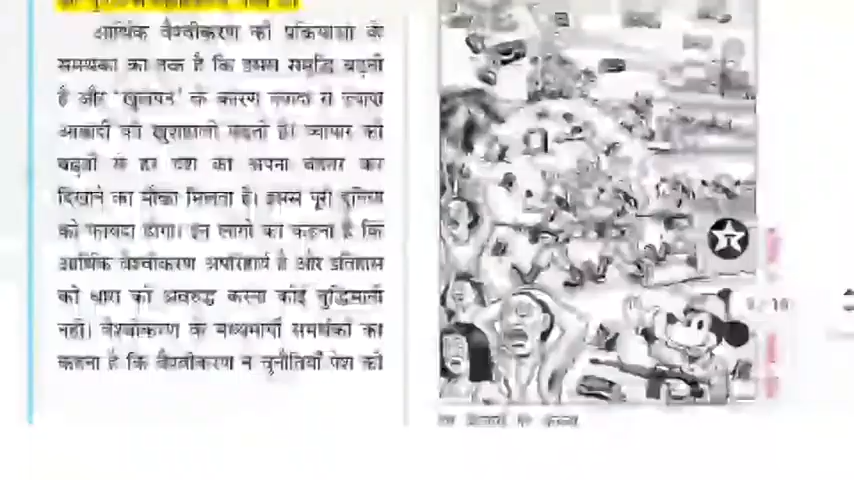 आर्थिक वैश्वीकरण की प्रक्रियाओं के
समर्थकों का तर्क है कि इससे समृद्धि बढ़ती
है और 'खुलेपन' के कारण ज्यादा से ज्यादा
आबादी की खुशहाली बढ़ती है। व्यापार की
बढ़ती से हर देश को अपना बेहतर कर
दिखाने का मौका मिलता है। इससे पूरी दुनिया
को फायदा होगा। इन लोगों का कहना है कि
आर्थिक वैश्वीकरण अपरिहार्य है और इतिहास
की धारा को अवरुद्ध करना कोई बुद्धिमानी
नहीं। वैश्वीकरण के मध्यमार्गी समर्थकों का
कहना है कि वैश्वीकरण ने चुनौतियाँ पेश की